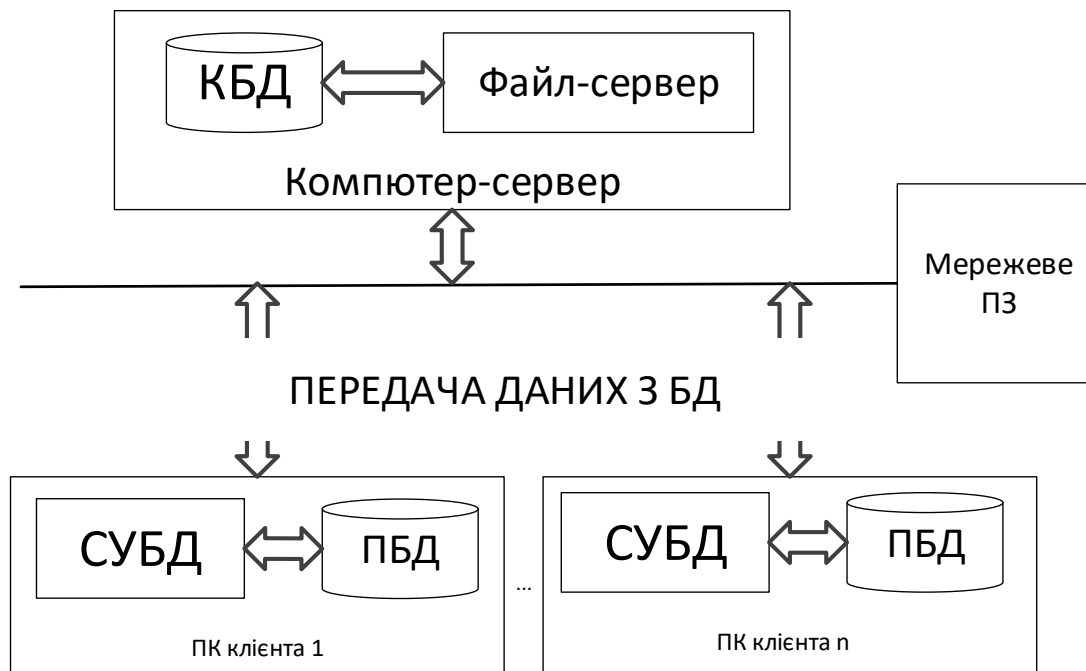 КБД
Файл-сервер
Компютер-сервер
Мережеве
ПЗ
ПЕРЕДАЧА ДАНИХ З БД
СУБД
ПБД
ПК клієнта 1
...
СУБД
ПБД
ПК клієнта n